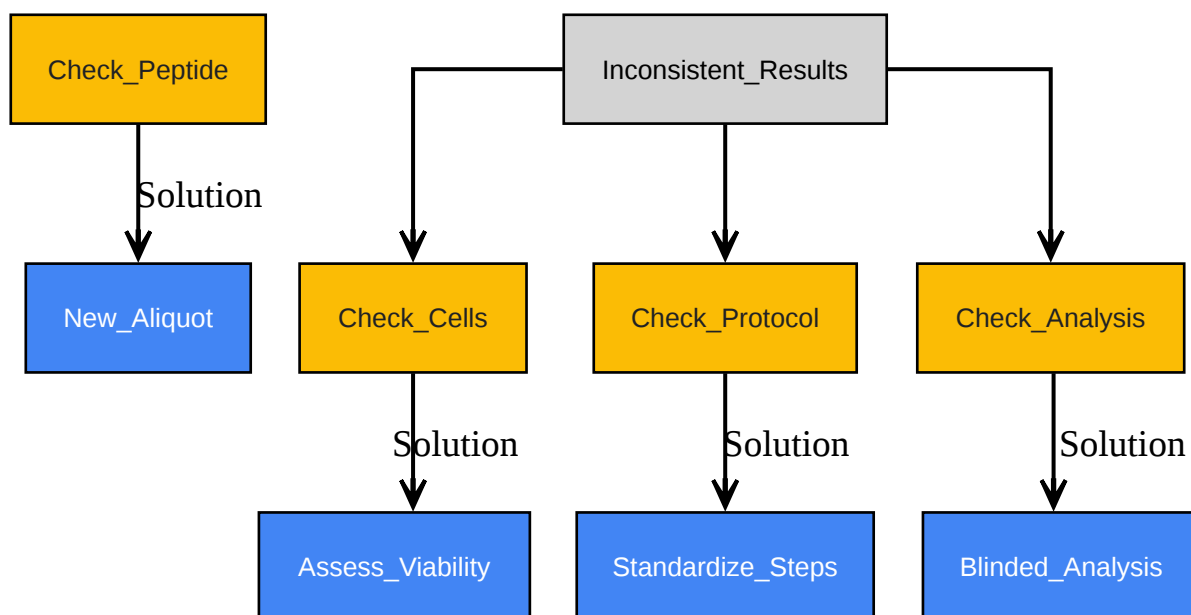 Check_Peptide
Inconsistent_Results
Solution
New_Aliquot
Check_Cells
Check_Protocol
Check_Analysis
Solution
Solution
Solution
Assess_Viability
Standardize_Steps
Blinded_Analysis